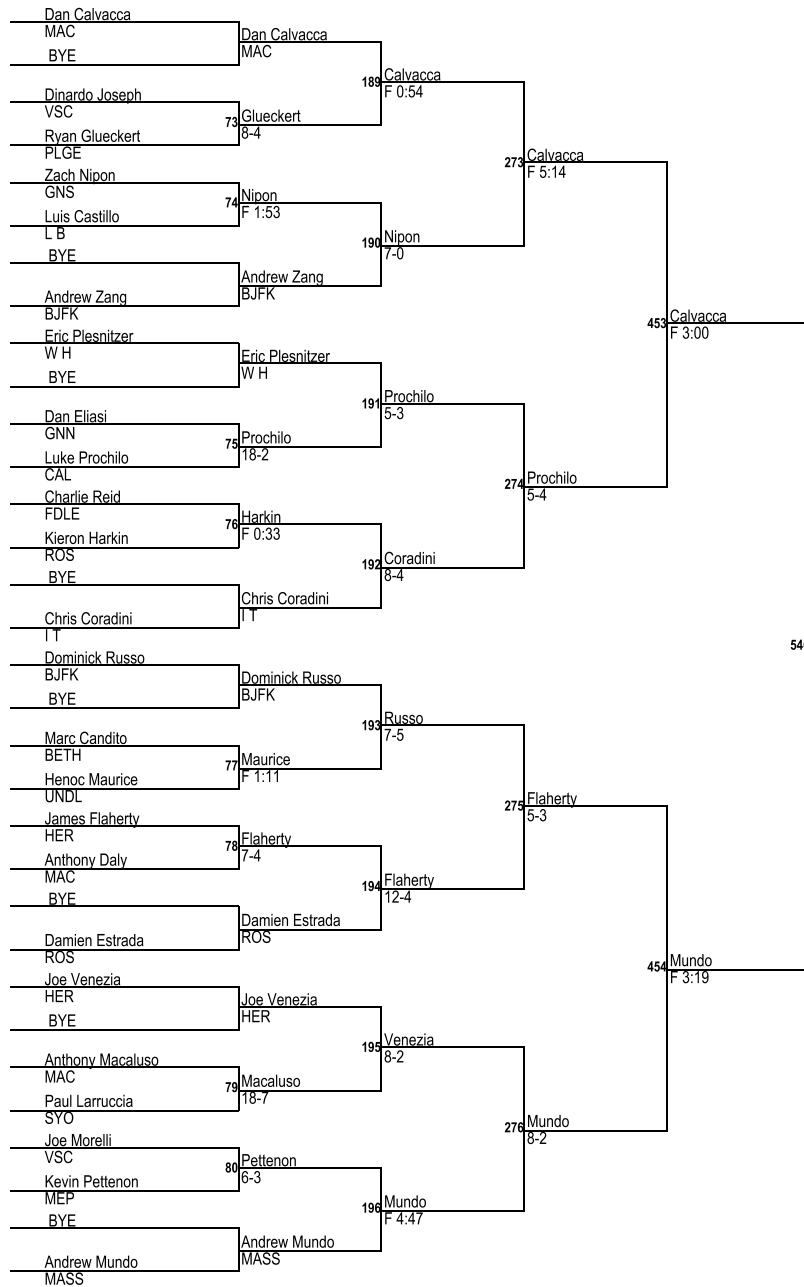 Dan Calvacca
MAC
BYE
Dan Calvacca
MAC
189
Calvacca
F 0:54
Dinardo Joseph
VSC
73
Glueckert
8-4
Ryan Glueckert
PLGE
273
Calvacca
F 5:14
Zach Nipon
GNS
74
Nipon
F 1:53
Luis Castillo
L B
190
Nipon
7-0
BYE
Andrew Zang
BJFK
Andrew Zang
BJFK
453
Calvacca
F 3:00
Eric Plesnitzer
W H
BYE
Eric Plesnitzer
W H
191
Prochilo
5-3
Dan Eliasi
GNN
75
Prochilo
18-2
Luke Prochilo
CAL
274
Prochilo
5-4
Charlie Reid
FDLE
76
Harkin
F 0:33
Kieron Harkin
ROS
192
Coradini
8-4
BYE
Chris Coradini
I T
Chris Coradini
I T
Dominick Russo
BJFK
BYE
Dominick Russo
BJFK
193
Russo
7-5
Marc Candito
BETH
77
Maurice
F 1:11
Henoc Maurice
UNDL
275
Flaherty
5-3
James Flaherty
HER
78
Flaherty
7-4
Anthony Daly
MAC
194
Flaherty
12-4
BYE
Damien Estrada
ROS
Damien Estrada
ROS
454
Mundo
F 3:19
Joe Venezia
HER
BYE
Joe Venezia
HER
195
Venezia
8-2
Anthony Macaluso
MAC
79
Macaluso
18-7
Paul Larruccia
SYO
276
Mundo
8-2
Joe Morelli
VSC
80
Pettenon
6-3
Kevin Pettenon
MEP
196
Mundo
F 4:47
BYE
Andrew Mundo
MASS
Andrew Mundo
MASS